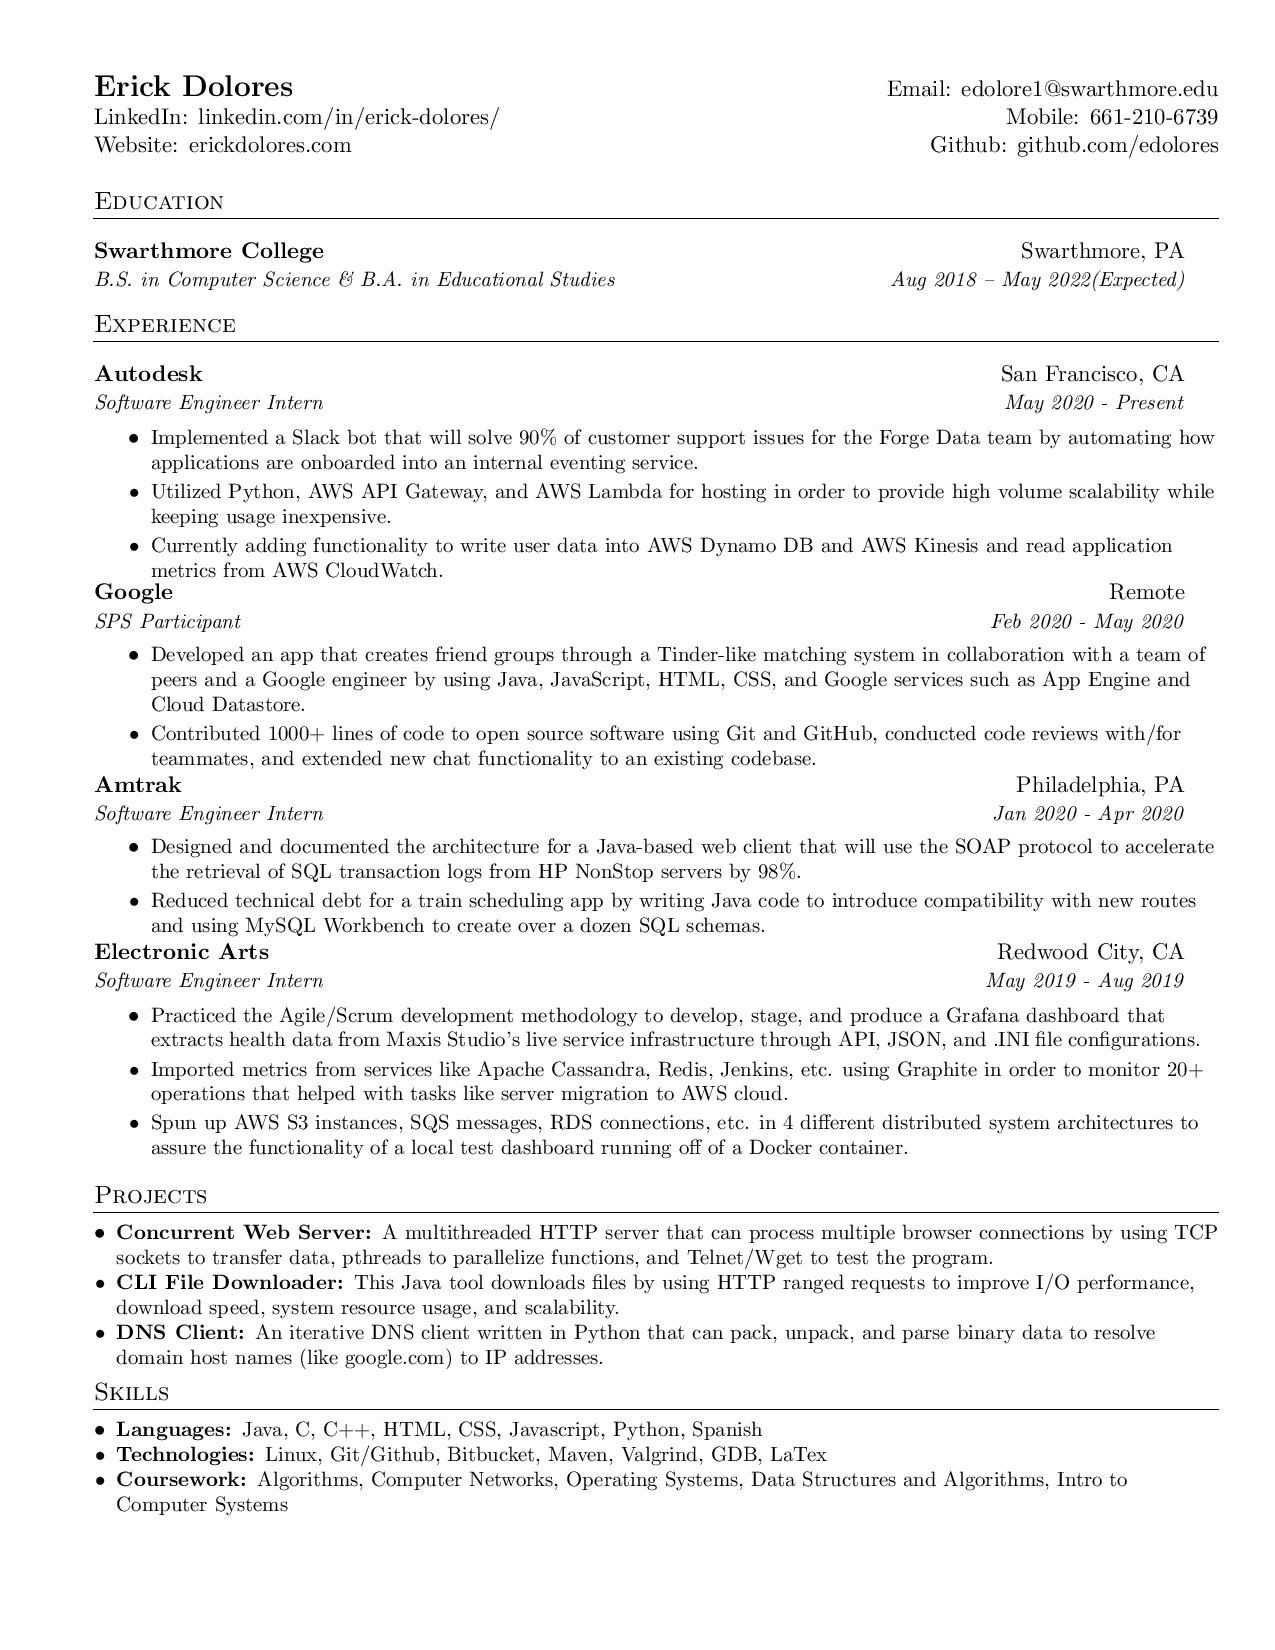 Erick Dolores
Email: edolore1@swarthmore.edu
LinkedIn: linkedin.com/in/erick-dolores/
Mobile: 661-210-6739
Website: erickdolores.com
Github: github.com/edolores
Education
Swarthmore College
Swarthmore, PA
B.S. in Computer Science & B.A. in Educational Studies
Aug 2018 – May 2022(Expected)
Experience
Autodesk
San Francisco, CA
Software Engineer Intern
May 2020 - Present
• Implemented a Slack bot that will solve 90% of customer support issues for the Forge Data team by automating how
applications are onboarded into an internal eventing service.
• Utilized Python, AWS API Gateway, and AWS Lambda for hosting in order to provide high volume scalability while
keeping usage inexpensive.
• Currently adding functionality to write user data into AWS Dynamo DB and AWS Kinesis and read application
metrics from AWS CloudWatch.
Google
Remote
SPS Participant
Feb 2020 - May 2020
• Developed an app that creates friend groups through a Tinder-like matching system in collaboration with a team of
peers and a Google engineer by using Java, JavaScript, HTML, CSS, and Google services such as App Engine and
Cloud Datastore.
• Contributed 1000+ lines of code to open source software using Git and GitHub, conducted code reviews with/for
teammates, and extended new chat functionality to an existing codebase.
Amtrak
Philadelphia, PA
Software Engineer Intern
Jan 2020 - Apr 2020
• Designed and documented the architecture for a Java-based web client that will use the SOAP protocol to accelerate
the retrieval of SQL transaction logs from HP NonStop servers by 98%.
• Reduced technical debt for a train scheduling app by writing Java code to introduce compatibility with new routes
and using MySQL Workbench to create over a dozen SQL schemas.
Electronic Arts
Redwood City, CA
Software Engineer Intern
May 2019 - Aug 2019
• Practiced the Agile/Scrum development methodology to develop, stage, and produce a Grafana dashboard that
extracts health data from Maxis Studio's live service infrastructure through API, JSON, and .INI file configurations.
• Imported metrics from services like Apache Cassandra, Redis, Jenkins, etc. using Graphite in order to monitor 20+
operations that helped with tasks like server migration to AWS cloud.
• Spun up AWS S3 instances, SQS messages, RDS connections, etc. in 4 different distributed system architectures to
assure the functionality of a local test dashboard running off of a Docker container.
Projects
• Concurrent Web Server: A multithreaded HTTP server that can process multiple browser connections by using TCP
sockets to transfer data, pthreads to parallelize functions, and Telnet/Wget to test the program.
• CLI File Downloader: This Java tool downloads files by using HTTP ranged requests to improve I/O performance,
download speed, system resource usage, and scalability.
• DNS Client: An iterative DNS client written in Python that can pack, unpack, and parse binary data to resolve
domain host names (like google.com) to IP addresses.
Skills
• Languages: Java, C, C++, HTML, CSS, Javascript, Python, Spanish
• Technologies: Linux, Git/Github, Bitbucket, Maven, Valgrind, GDB, LaTex
• Coursework: Algorithms, Computer Networks, Operating Systems, Data Structures and Algorithms, Intro to
Computer Systems